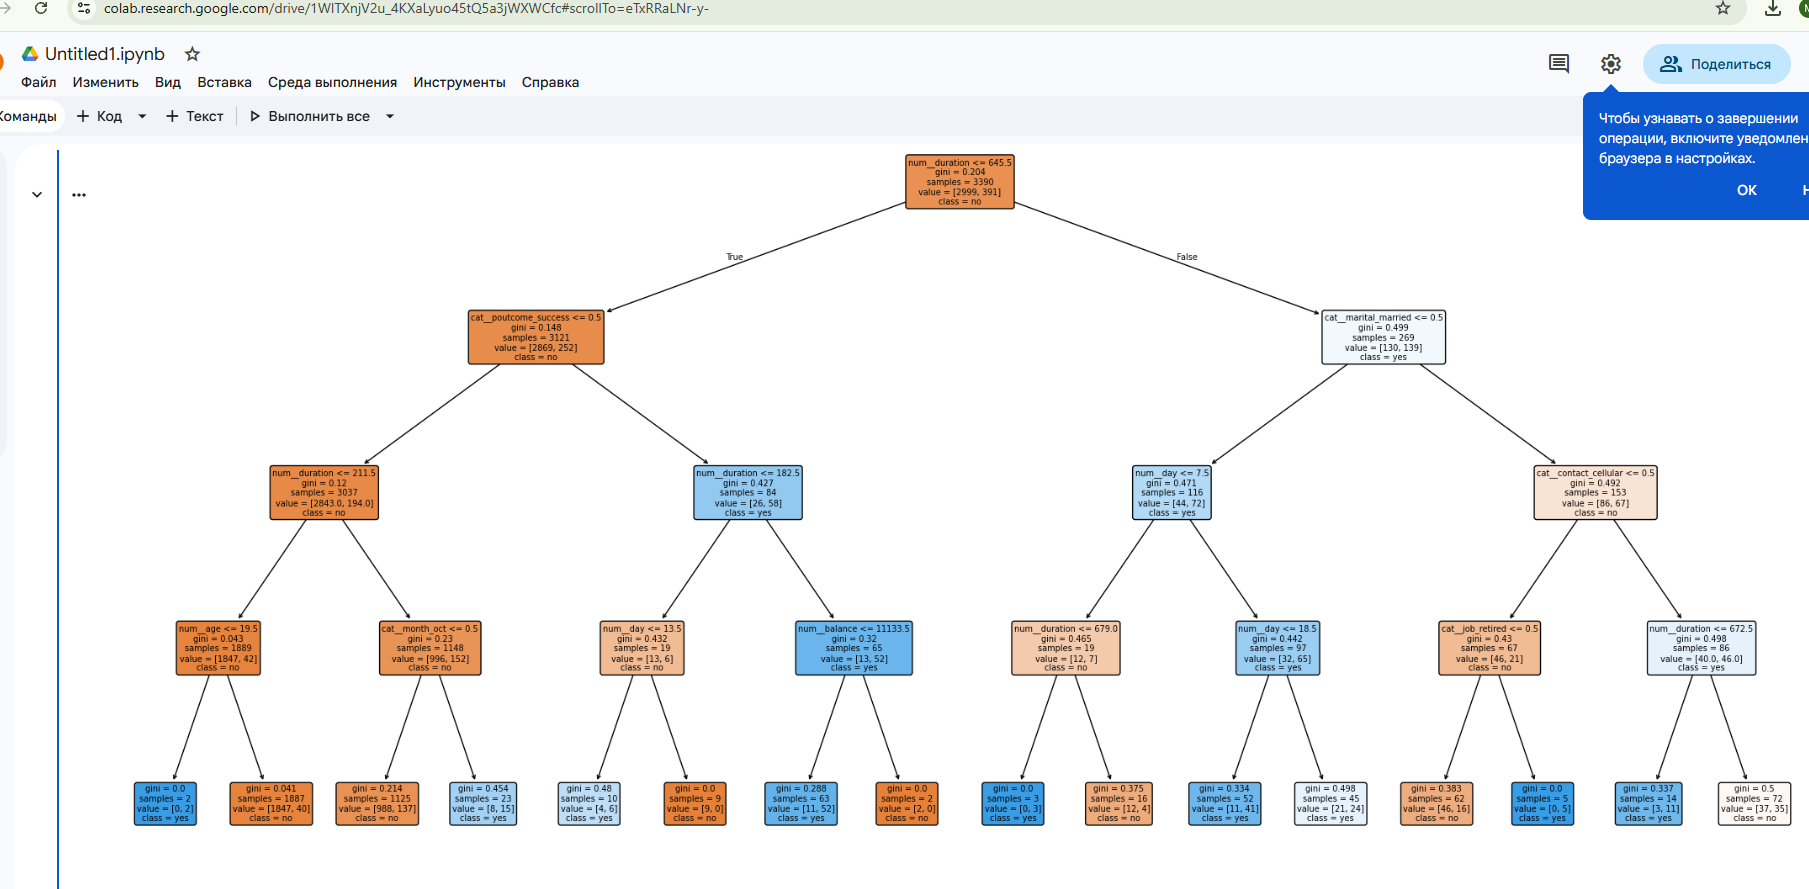 colab.research.google.com/drive/1WITXnjV2u_4KXaLyuo45tQ5a3jWXWCfc#scrollTo=eTxRRaLNr-y-
Untitled1.ipynb
Файл Изменить Вид Вставка Среда выполнения Инструменты Справка
Поделиться
Команды + Код + Текст Выполнить все
Чтобы узнавать о завершении
операции, включите уведомлен
браузера в настройках.
OK Н
num__duration <= 645.5
gini = 0.204
samples = 3390
value = [2999, 391]
class = no
True
False
cat__poutcome_success <= 0.5
gini = 0.148
samples = 3121
value = [2869, 252]
class = no
cat__marital_married <= 0.5
gini = 0.499
samples = 269
value = [130, 139]
class = yes
num__duration <= 211.5
gini = 0.12
samples = 3037
value = [2843.0, 194.0]
class = no
num__duration <= 182.5
gini = 0.427
samples = 84
value = [26, 58]
class = yes
num__day <= 7.5
gini = 0.471
samples = 116
value = [44, 72]
class = yes
cat__contact_cellular <= 0.5
gini = 0.492
samples = 153
value = [86, 67]
class = no
num__age <= 19.5
gini = 0.043
samples = 1889
value = [1847, 42]
class = no
cat__month_oct <= 0.5
gini = 0.23
samples = 1148
value = [996, 152]
class = no
num__day <= 13.5
gini = 0.432
samples = 19
value = [13, 6]
class = no
num__balance <= 11133.5
gini = 0.32
samples = 65
value = [13, 52]
class = yes
num__duration <= 679.0
gini = 0.465
samples = 19
value = [12, 7]
class = no
num__day <= 18.5
gini = 0.442
samples = 97
value = [32, 65]
class = yes
cat__job_retired <= 0.5
gini = 0.43
samples = 67
value = [46, 21]
class = no
num__duration <= 672.5
gini = 0.498
samples = 86
value = [40.0, 46.0]
class = yes
gini = 0.0
samples = 2
value = [0, 2]
class = yes
gini = 0.041
samples = 1887
value = [1847, 40]
class = no
gini = 0.214
samples = 1125
value = [988, 137]
class = no
gini = 0.454
samples = 23
value = [8, 15]
class = yes
gini = 0.48
samples = 10
value = [4, 6]
class = yes
gini = 0.0
samples = 9
value = [9, 0]
class = no
gini = 0.288
samples = 63
value = [11, 52]
class = yes
gini = 0.0
samples = 2
value = [2, 0]
class = no
gini = 0.0
samples = 3
value = [0, 3]
class = yes
gini = 0.375
samples = 16
value = [12, 4]
class = no
gini = 0.334
samples = 52
value = [11, 41]
class = yes
gini = 0.498
samples = 45
value = [21, 24]
class = yes
gini = 0.383
samples = 62
value = [46, 16]
class = no
gini = 0.0
samples = 5
value = [0, 5]
class = yes
gini = 0.337
samples = 14
value = [3, 11]
class = yes
gini = 0.5
samples = 72
value = [37, 35]
class = no